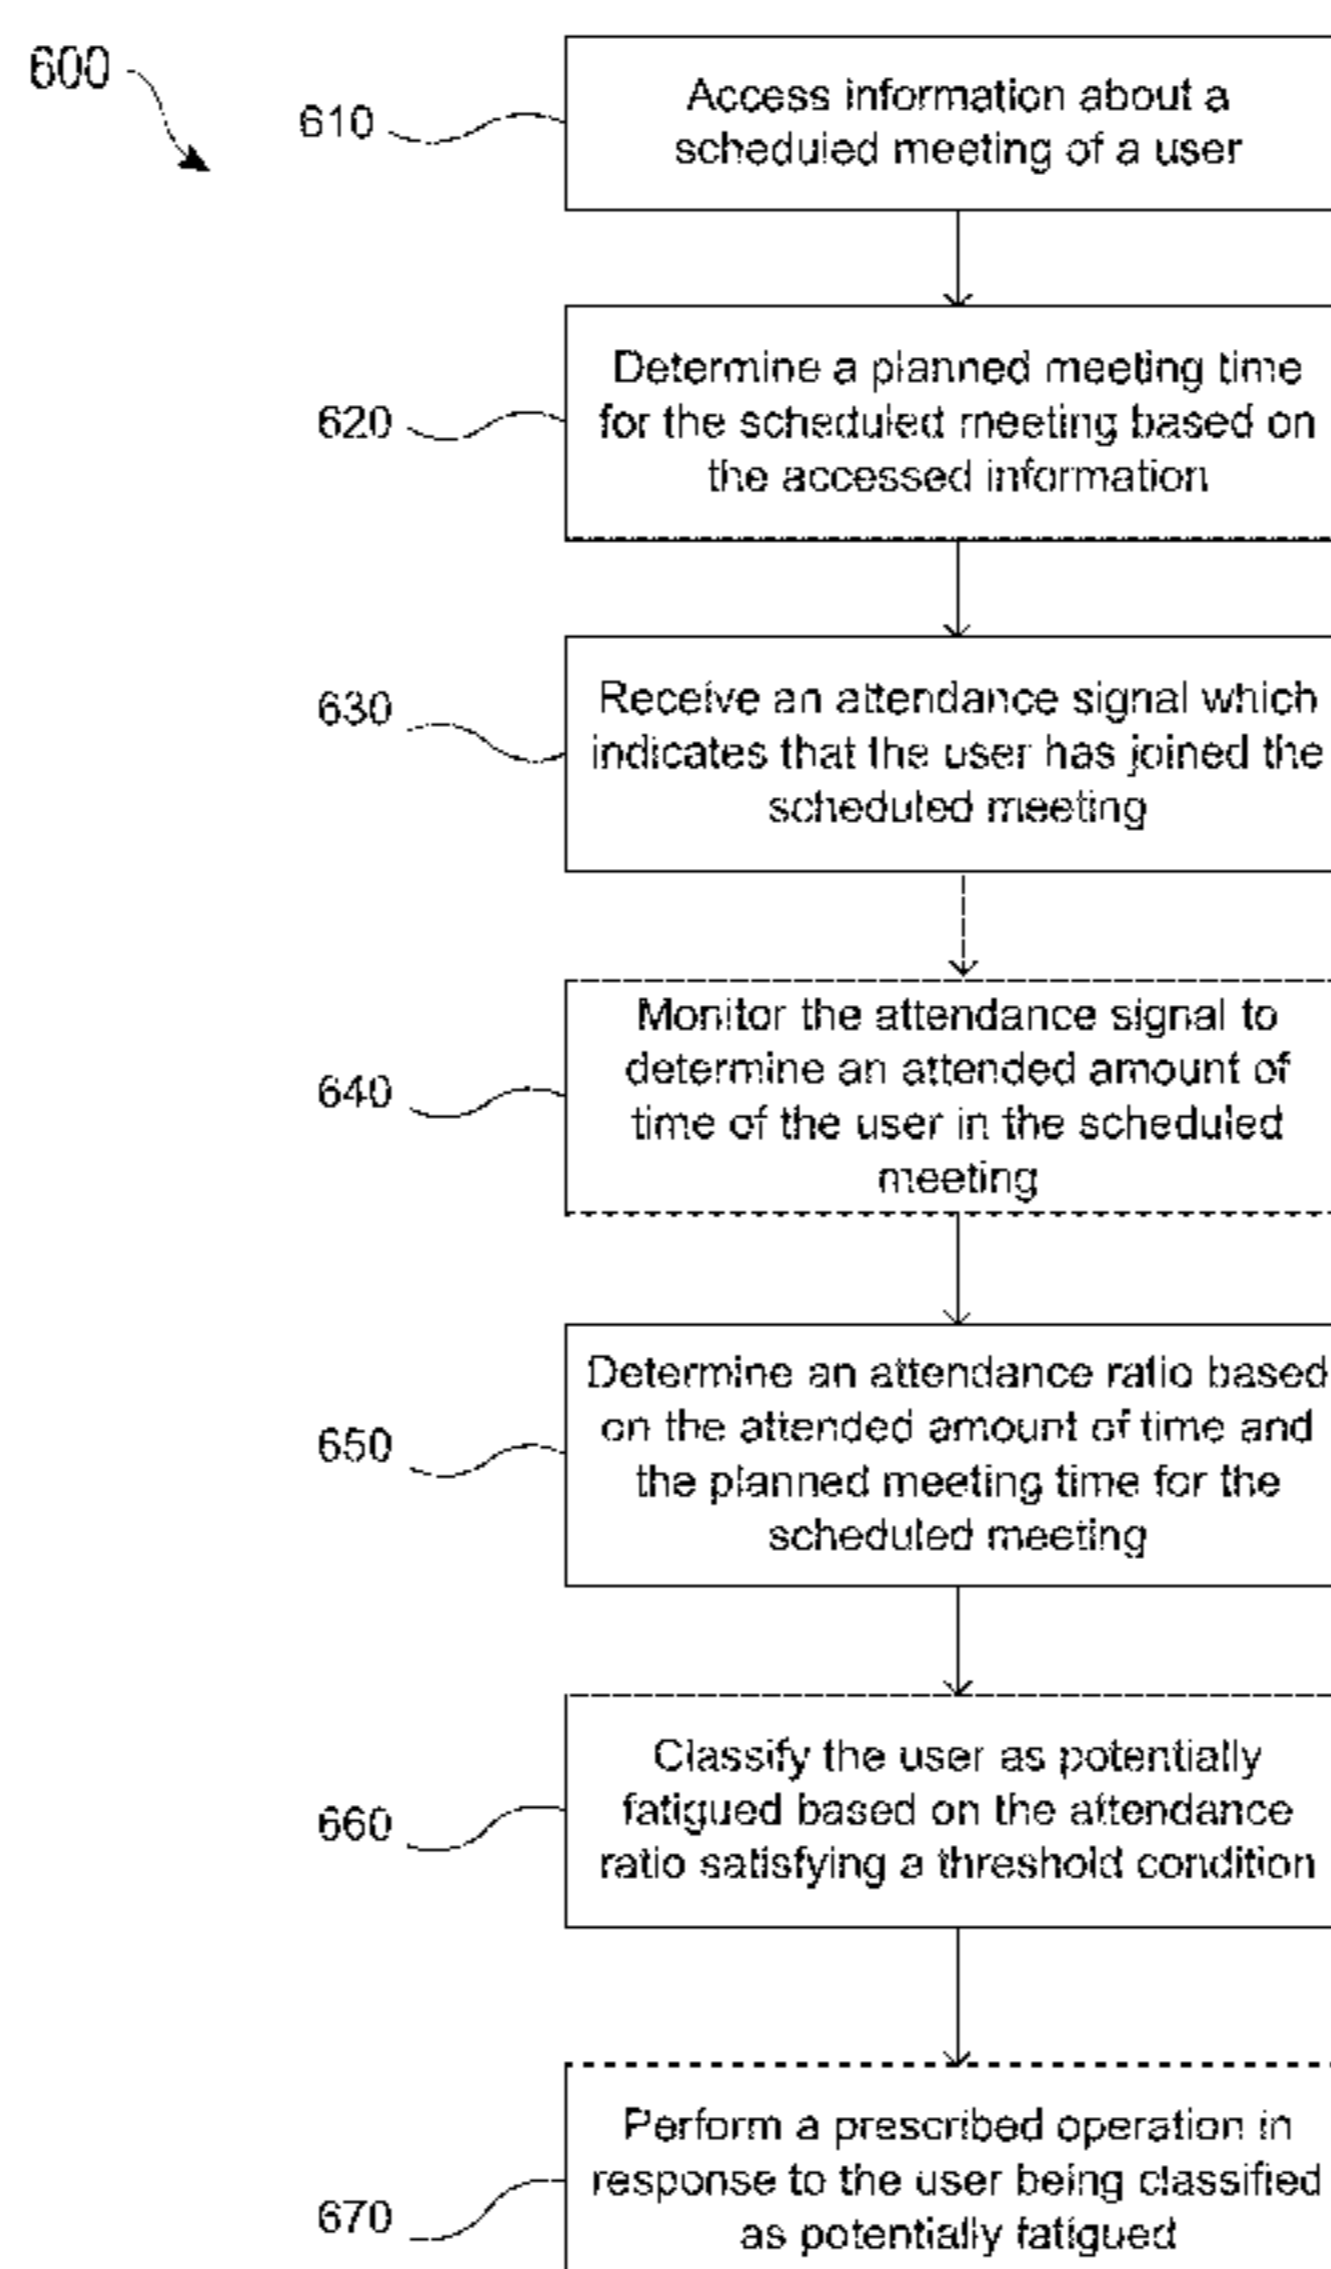 600
610
Access information about a
scheduled meeting of a user
620
Determine a planned meeting time
for the scheduled meeting based on
the accessed information
630
Receive an attendance signal which
indicates that the user has joined the
scheduled meeting
640
Monitor the attendance signal to
determine an attended amount of
time of the user in the scheduled
meeting
650
Determine an attendance ratio based
on the attended amount of time and
the planned meeting time for the
scheduled meeting
660
Classify the user as potentially
fatigued based on the attendance
ratio satisfying a threshold condition
670
Perform a prescribed operation in
response to the user being classified
as potentially fatigued